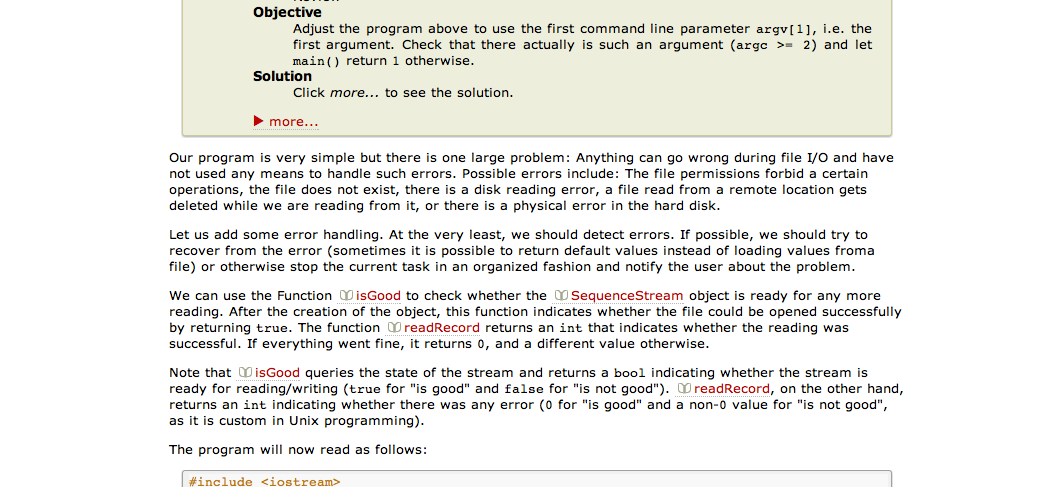 Objective
Adjust the program above to use the first command line parameter argv[1], i.e. the
first argument. Check that there actually is such an argument (argc >= 2) and let
main() return 1 otherwise.
Solution
Click more... to see the solution.
more...
Our program is very simple but there is one large problem: Anything can go wrong during file I/O and have
not used any means to handle such errors. Possible errors include: The file permissions forbid a certain
operations, the file does not exist, there is a disk reading error, a file read from a remote location gets
deleted while we are reading from it, or there is a physical error in the hard disk.
Let us add some error handling. At the very least, we should detect errors. If possible, we should try to
recover from the error (sometimes it is possible to return default values instead of loading values froma
file) or otherwise stop the current task in an organized fashion and notify the user about the problem.
We can use the Function isGood to check whether the SequenceStream object is ready for any more
reading. After the creation of the object, this function indicates whether the file could be opened successfully
by returning true. The function readRecord returns an int that indicates whether the reading was
successful. If everything went fine, it returns 0, and a different value otherwise.
Note that isGood queries the state of the stream and returns a bool indicating whether the stream is
ready for reading/writing (true for "is good" and false for "is not good"). readRecord, on the other hand,
returns an int indicating whether there was any error (0 for "is good" and a non-0 value for "is not good",
as it is custom in Unix programming).
The program will now read as follows:
#include <iostream>